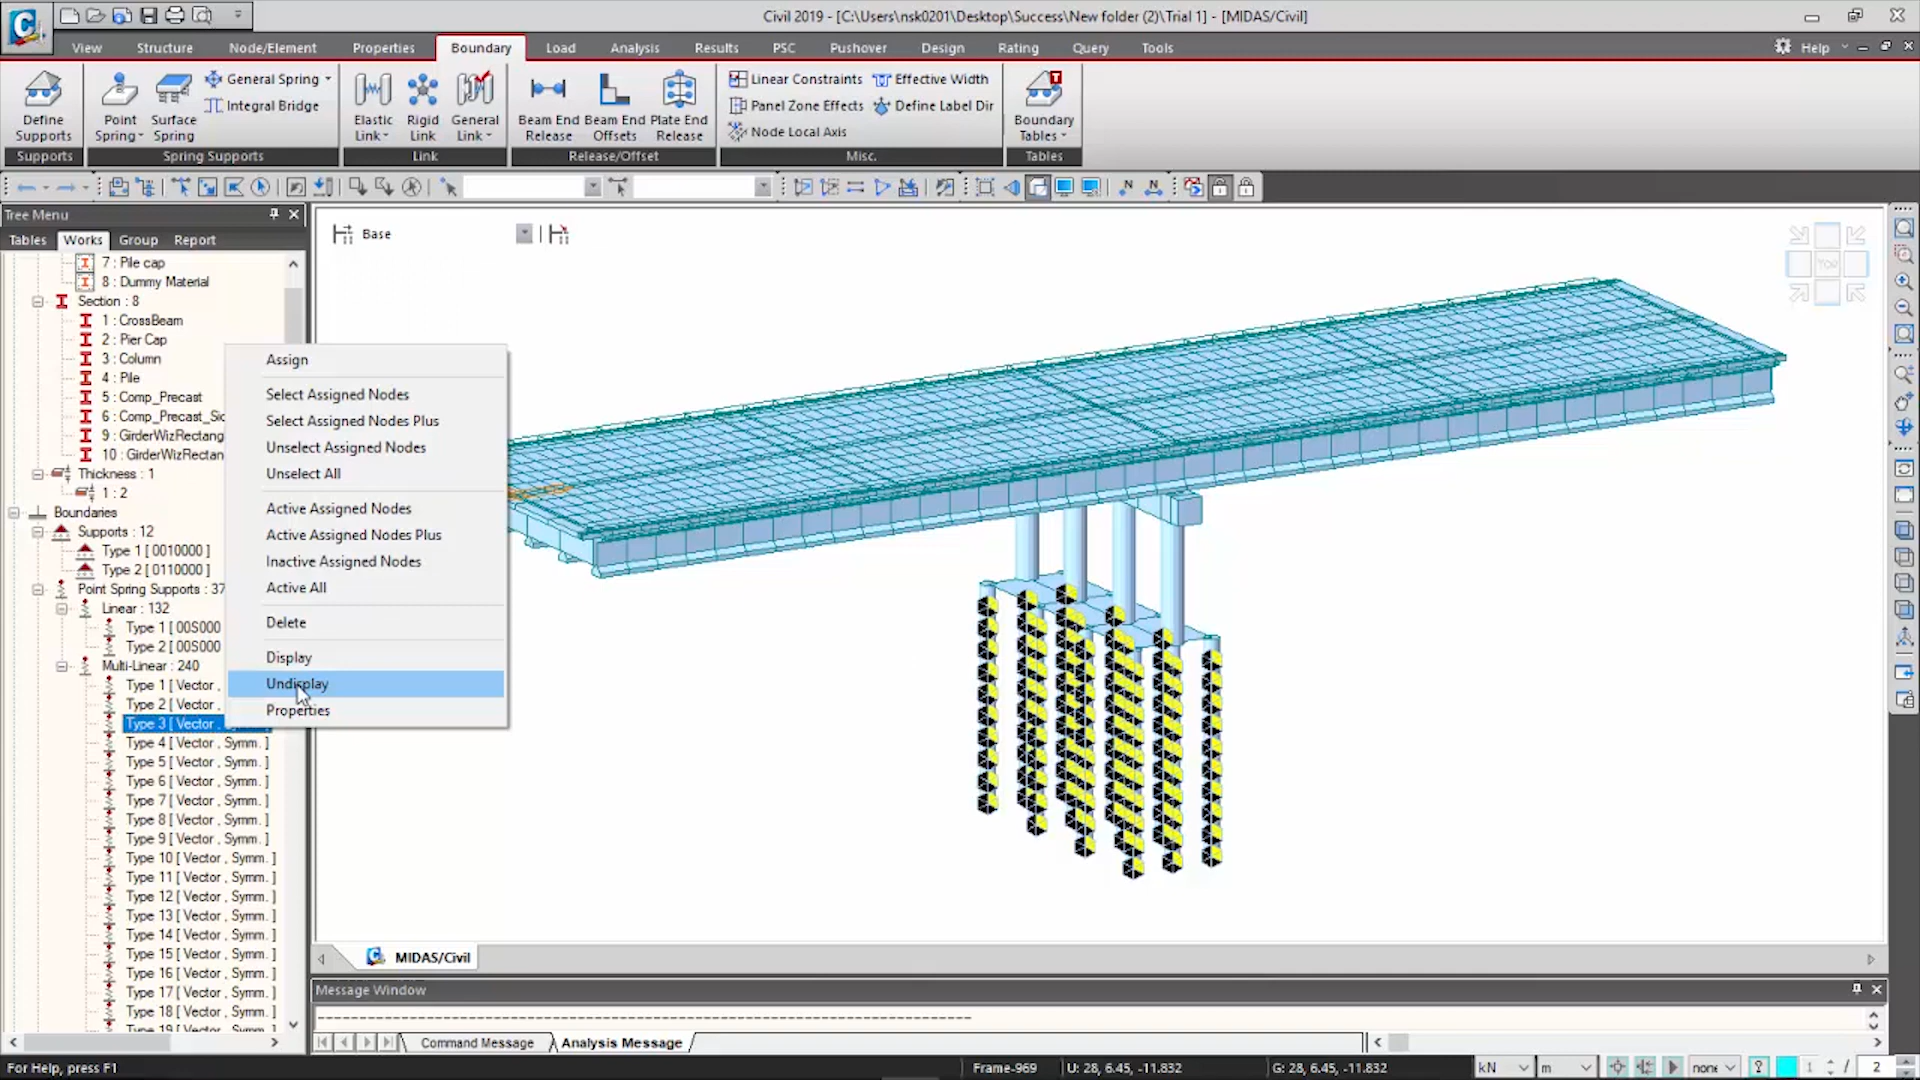 Civil 2019 - [C:\Users\nsk0201\Desktop\Success\New folder (2)\Trial 1] - [MIDAS/Civil]
View Structure Node/Element Properties Boundary Load Analysis Results PSC Pushover Design Rating Query Tools Help
Define Supports
Point Spring
Surface Spring
General Spring
Integral Bridge
Elastic Link
Rigid Link
General Link
Beam End Release
Beam End Offsets
Plate End Release
Linear Constraints
Effective Width
Panel Zone Effects
Define Label Dir
Node Local Axis
Boundary Tables
Supports Spring Supports Link Release/Offset Misc. Tables
Tree Menu
Tables Works Group Report
Base
TOP
7 : Pile cap
8 : Dummy Material
Section : 8
1 : CrossBeam
2 : Pier Cap
3 : Column
4 : Pile
5 : Comp_Precast
6 : Comp_Precast_Sid
9 : GirderWizRectang
10 : GirderWizRectan
Thickness : 1
1 : 2
Boundaries
Supports : 12
Type 1 [ 0010000 ]
Type 2 [ 0110000 ]
Point Spring Supports : 37
Linear : 132
Type 1 [ 00S000
Type 2 [ 00S000
Multi-Linear : 240
Type 1 [ Vector ,
Type 2 [ Vector ,
Type 3 [ Vector ,
Type 4 [ Vector , Symm. ]
Type 5 [ Vector , Symm. ]
Type 6 [ Vector , Symm. ]
Type 7 [ Vector , Symm. ]
Type 8 [ Vector , Symm. ]
Type 9 [ Vector , Symm. ]
Type 10 [ Vector , Symm. ]
Type 11 [ Vector , Symm. ]
Type 12 [ Vector , Symm. ]
Type 13 [ Vector , Symm. ]
Type 14 [ Vector , Symm. ]
Type 15 [ Vector , Symm. ]
Type 16 [ Vector , Symm. ]
Type 17 [ Vector , Symm. ]
Type 18 [ Vector , Symm. ]
Type 19 [ Vector , Symm. ]
Assign
Select Assigned Nodes
Select Assigned Nodes Plus
Unselect Assigned Nodes
Unselect All
Active Assigned Nodes
Active Assigned Nodes Plus
Inactive Assigned Nodes
Active All
Delete
Display
Undisplay
Properties
MIDAS/Civil
Message Window
Command Message Analysis Message
For Help, press F1 Frame-969 U: 28, 6.45, -11.832 G: 28, 6.45, -11.832 kN m none 1 / 2